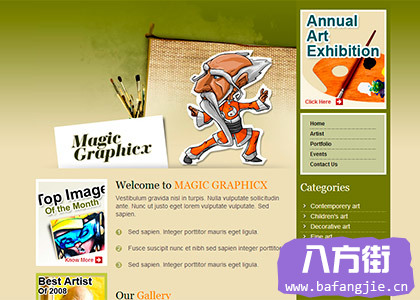 Annual
Art
Exhibition
Click Here
Magic
Graphicx
Home
Artist
Portfolio
Events
Contact Us
Top Image
Of the Month
Know More
Welcome to MAGIC GRAPHICX
Vestibulum gravida nisl in turpis. Nulla vulputate sollicitudin
ante. Nunc ut justo eget lorem vulputate vulputate. Sed
sapien.
1 Sed sapien. Integer porttitor mauris eget ligula.
2 Fusce suscipit nunc et nibh sed sapien integer porttitor
3 Sed sapien. Integer porttitor mauris eget ligula.
Categories
Contemporery art
Children's art
Decorative art
Fine art
Best Artist
Of 2008
Our Gallery
八方街
www.bafangjie.cn